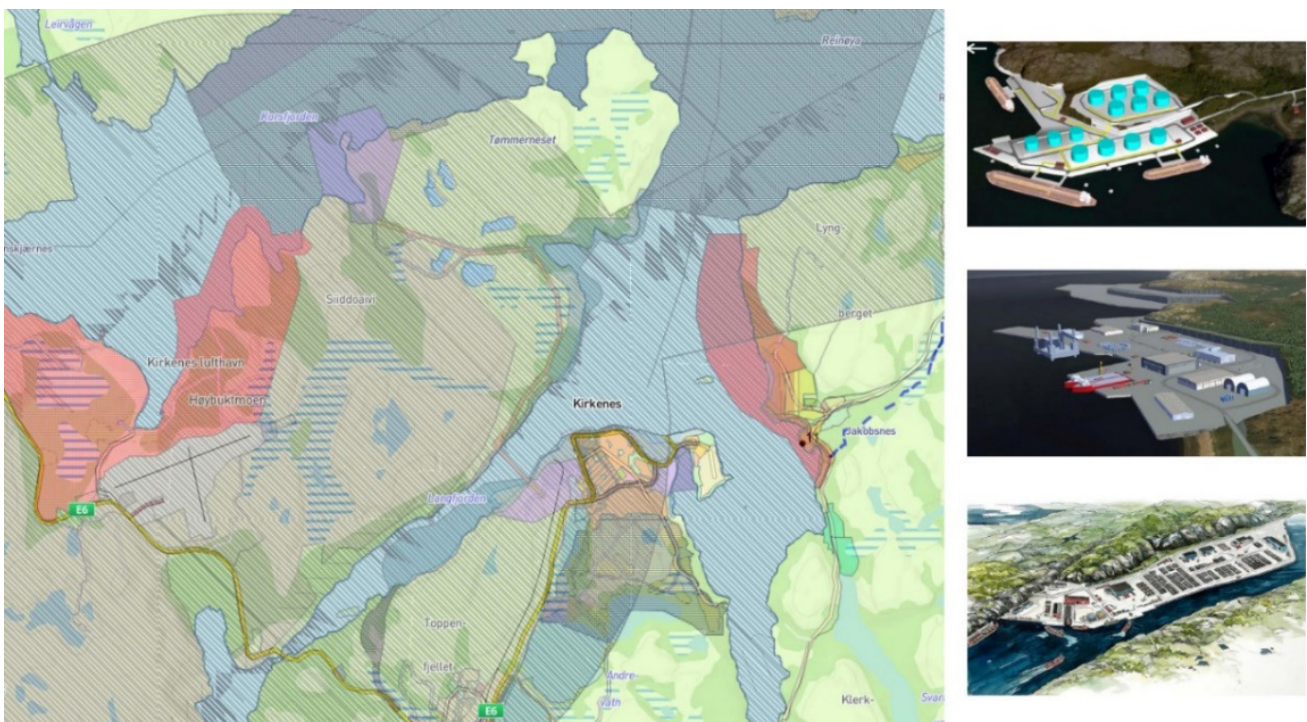 Leirvågen
Reinøya
Korsfjorden
Tømmerneset
Lyng-
Siiddoaivi
berget
Kirkenes lufthavn
Høybuktmoen
Kirkenes
Jakobsnes
Langfjorden
E6
Toppen-
fjellet
Andre-
vatn
Klerk-
E6